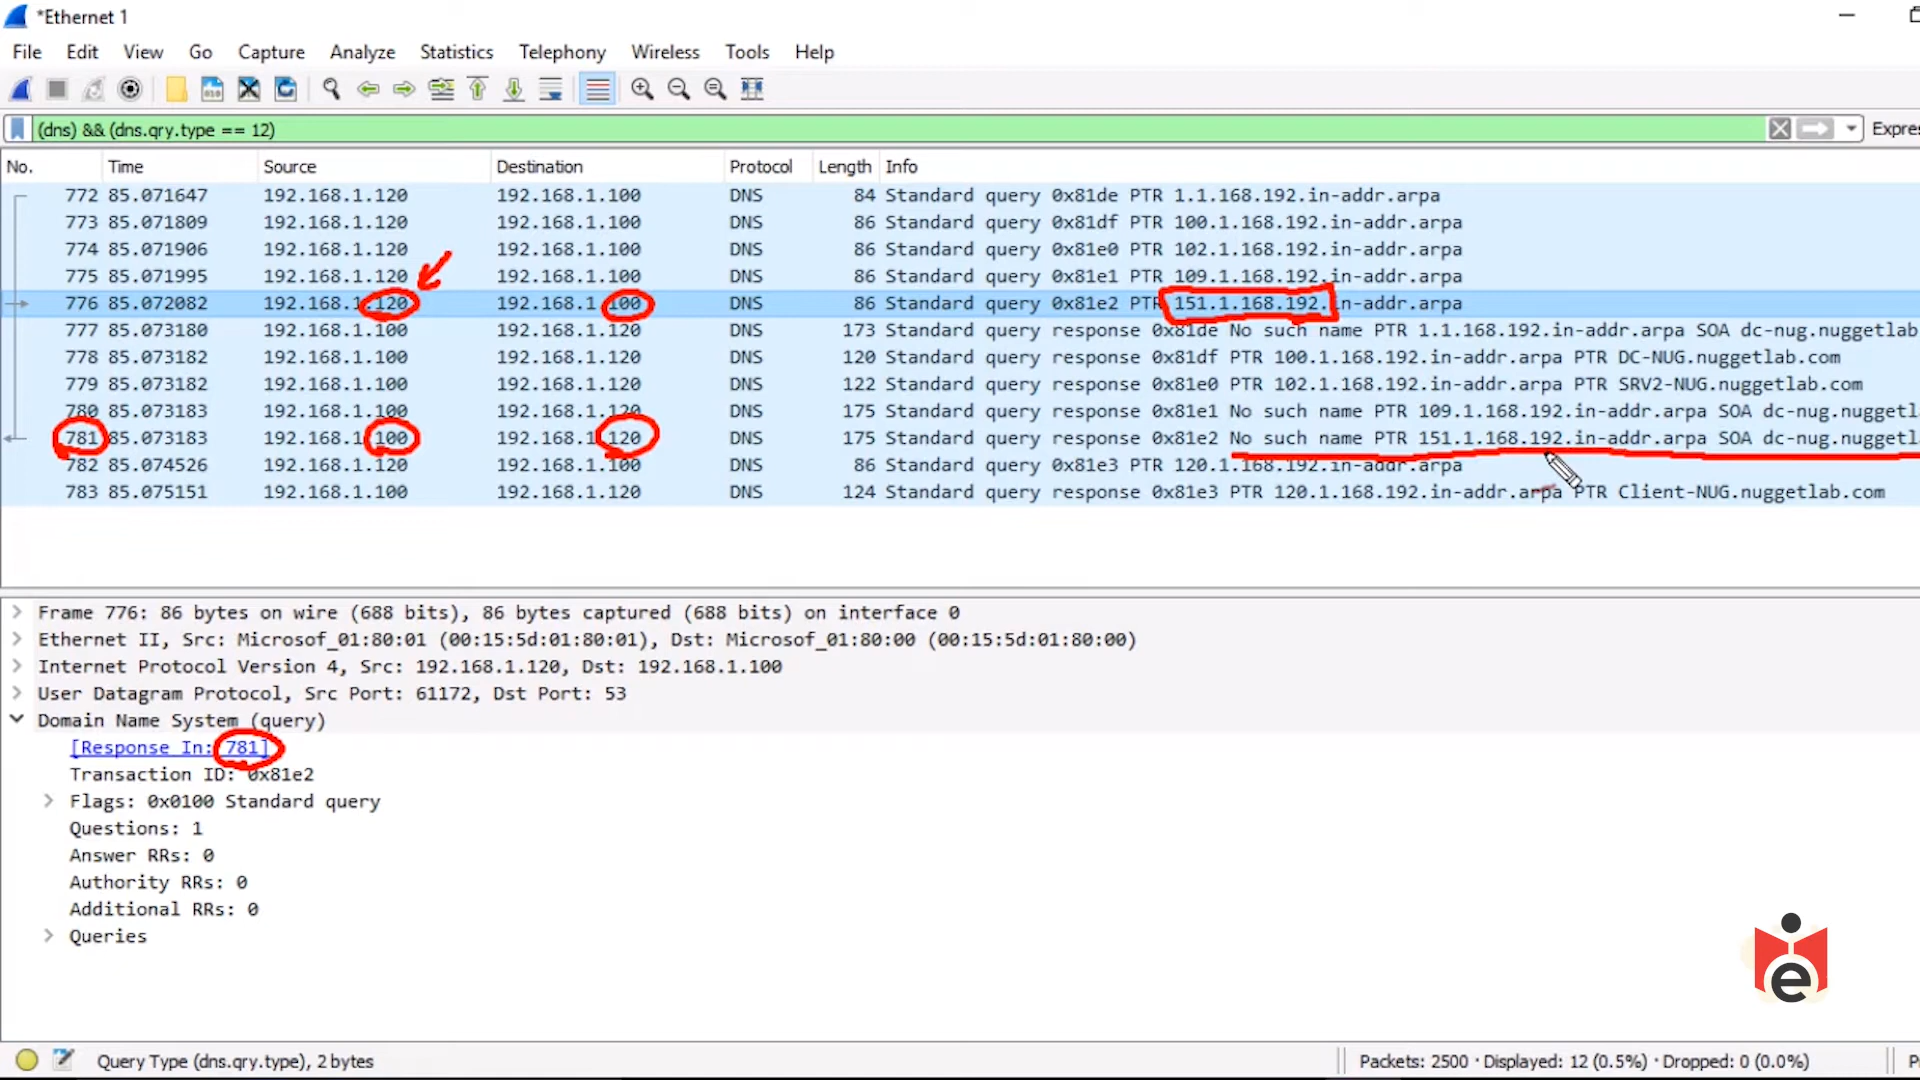 *Ethernet 1
File Edit View Go Capture Analyze Statistics Telephony Wireless Tools Help
(dns) && (dns.qry.type == 12) Expres
No. Time Source Destination Protocol Length Info
772 85.071647 192.168.1.120 192.168.1.100 DNS 84 Standard query 0x81de PTR 1.1.168.192.in-addr.arpa
773 85.071809 192.168.1.120 192.168.1.100 DNS 86 Standard query 0x81df PTR 100.1.168.192.in-addr.arpa
774 85.071906 192.168.1.120 192.168.1.100 DNS 86 Standard query 0x81e0 PTR 102.1.168.192.in-addr.arpa
775 85.071995 192.168.1.120 192.168.1.100 DNS 86 Standard query 0x81e1 PTR 109.1.168.192.in-addr.arpa
776 85.072082 192.168.1.120 192.168.1.100 DNS 86 Standard query 0x81e2 PTR 151.1.168.192.in-addr.arpa
777 85.073180 192.168.1.100 192.168.1.120 DNS 173 Standard query response 0x81de No such name PTR 1.1.168.192.in-addr.arpa SOA dc-nug.nuggetlab
778 85.073182 192.168.1.100 192.168.1.120 DNS 120 Standard query response 0x81df PTR 100.1.168.192.in-addr.arpa PTR DC-NUG.nuggetlab.com
779 85.073182 192.168.1.100 192.168.1.120 DNS 122 Standard query response 0x81e0 PTR 102.1.168.192.in-addr.arpa PTR SRV2-NUG.nuggetlab.com
780 85.073183 192.168.1.100 192.168.1.120 DNS 175 Standard query response 0x81e1 No such name PTR 109.1.168.192.in-addr.arpa SOA dc-nug.nuggetl
781 85.073183 192.168.1.100 192.168.1.120 DNS 175 Standard query response 0x81e2 No such name PTR 151.1.168.192.in-addr.arpa SOA dc-nug.nuggetl
782 85.074526 192.168.1.120 192.168.1.100 DNS 86 Standard query 0x81e3 PTR 120.1.168.192.in-addr.arpa
783 85.075151 192.168.1.100 192.168.1.120 DNS 124 Standard query response 0x81e3 PTR 120.1.168.192.in-addr.arpa PTR Client-NUG.nuggetlab.com
Frame 776: 86 bytes on wire (688 bits), 86 bytes captured (688 bits) on interface 0
Ethernet II, Src: Microsof_01:80:01 (00:15:5d:01:80:01), Dst: Microsof_01:80:00 (00:15:5d:01:80:00)
Internet Protocol Version 4, Src: 192.168.1.120, Dst: 192.168.1.100
User Datagram Protocol, Src Port: 61172, Dst Port: 53
Domain Name System (query)
[Response In: 781]
Transaction ID: 0x81e2
Flags: 0x0100 Standard query
Questions: 1
Answer RRs: 0
Authority RRs: 0
Additional RRs: 0
Queries
e
Query Type (dns.qry.type), 2 bytes Packets: 2500 · Displayed: 12 (0.5%) · Dropped: 0 (0.0%) P